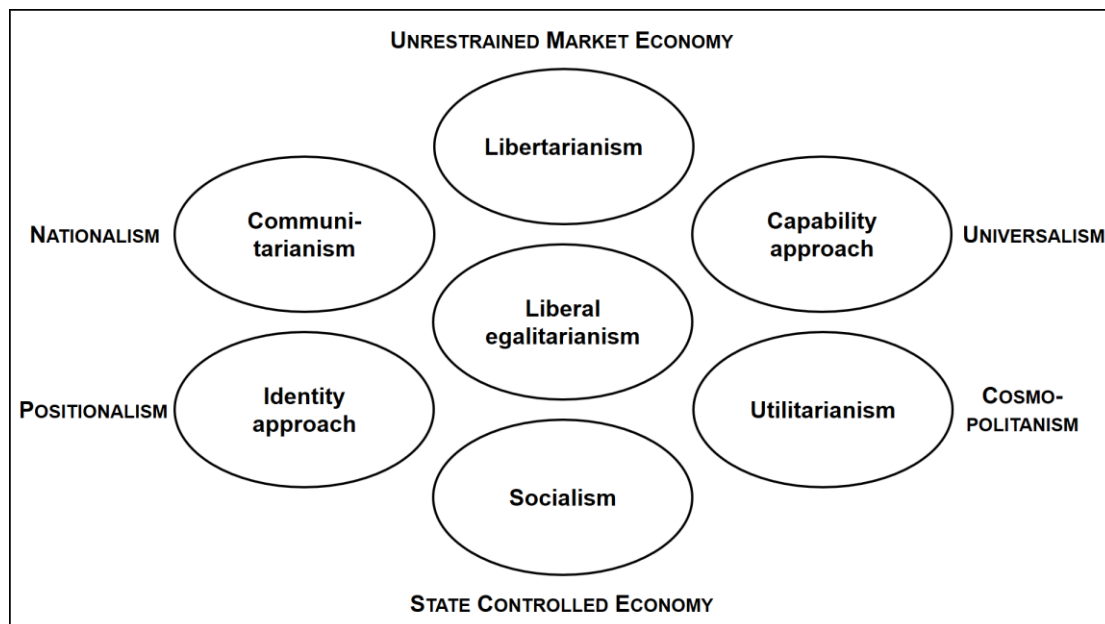 UNRESTRAINED MARKET ECONOMY
Libertarianism
Communi-
tarianism
Capability
approach
NATIONALISM
UNIVERSALISM
Liberal
egalitarianism
Identity
approach
Utilitarianism
POSITIONALISM
COSMO-
POLITANISM
Socialism
STATE CONTROLLED ECONOMY